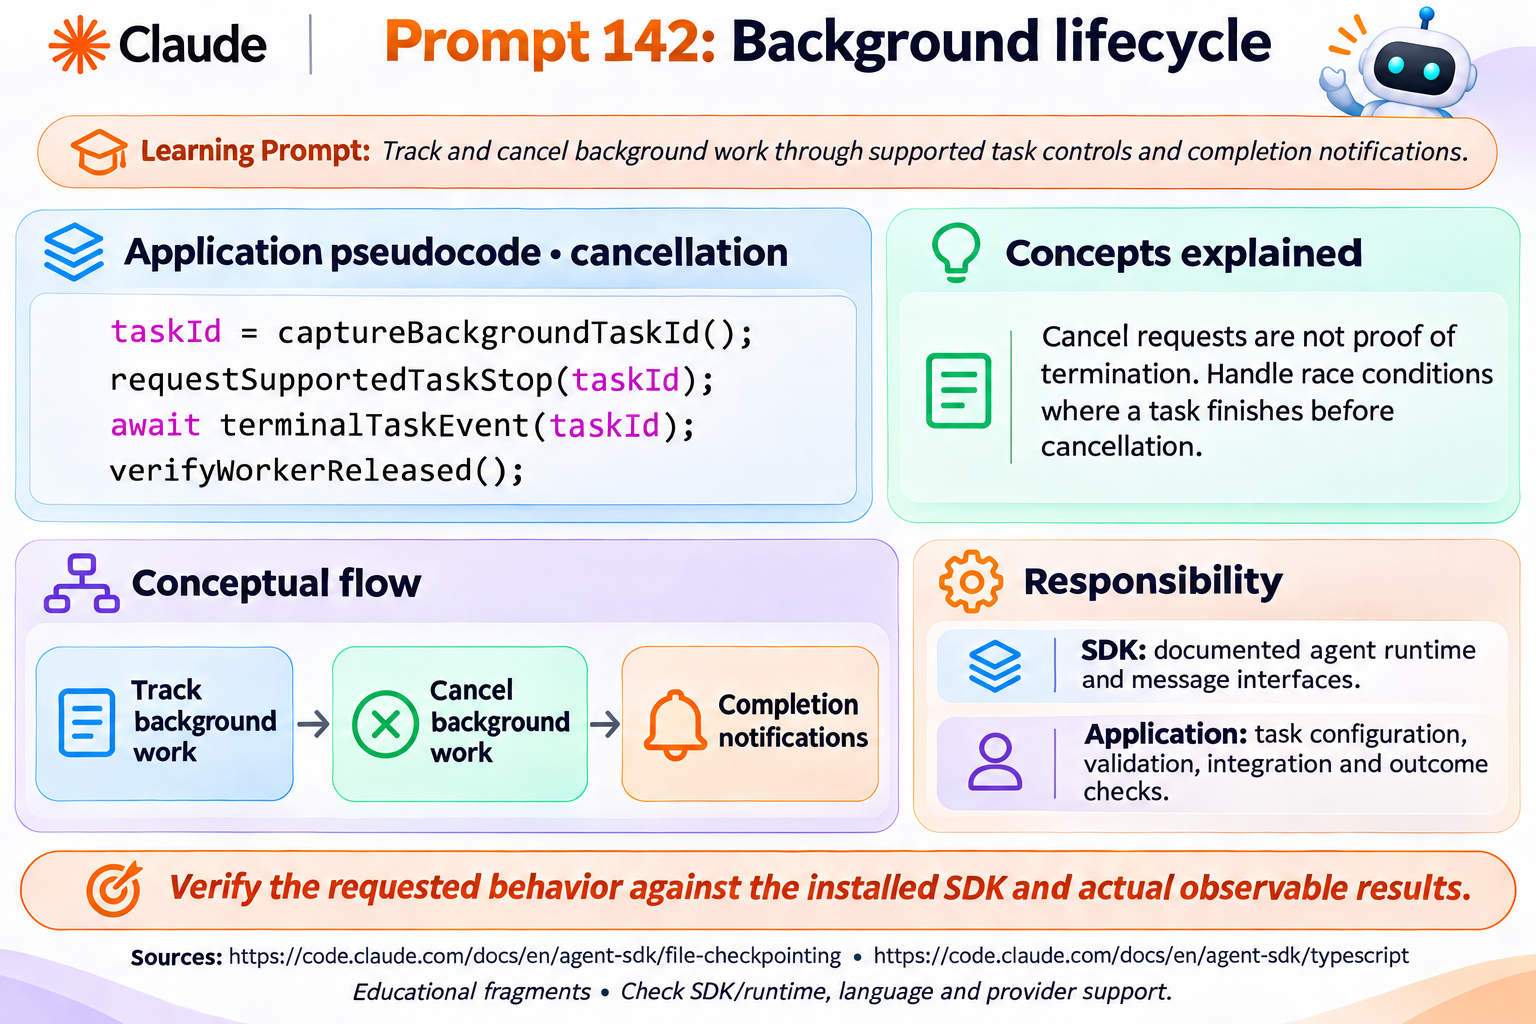 Claude
Prompt 142: Background lifecycle
Learning Prompt: Track and cancel background work through supported task controls and completion notifications.
Application pseudocode • cancellation
taskId = captureBackgroundTaskId();
requestSupportedTaskStop(taskId);
await terminalTaskEvent(taskId);
verifyWorkerReleased();
Concepts explained
Cancel requests are not proof of
termination. Handle race conditions
where a task finishes before
cancellation.
Conceptual flow
Track
background
work
Cancel
background
work
Completion
notifications
Responsibility
SDK: documented agent runtime
and message interfaces.
Application: task configuration,
validation, integration and outcome
checks.
Verify the requested behavior against the installed SDK and actual observable results.
Sources: https://code.claude.com/docs/en/agent-sdk/file-checkpointing • https://code.claude.com/docs/en/agent-sdk/typescript
Educational fragments • Check SDK/runtime, language and provider support.